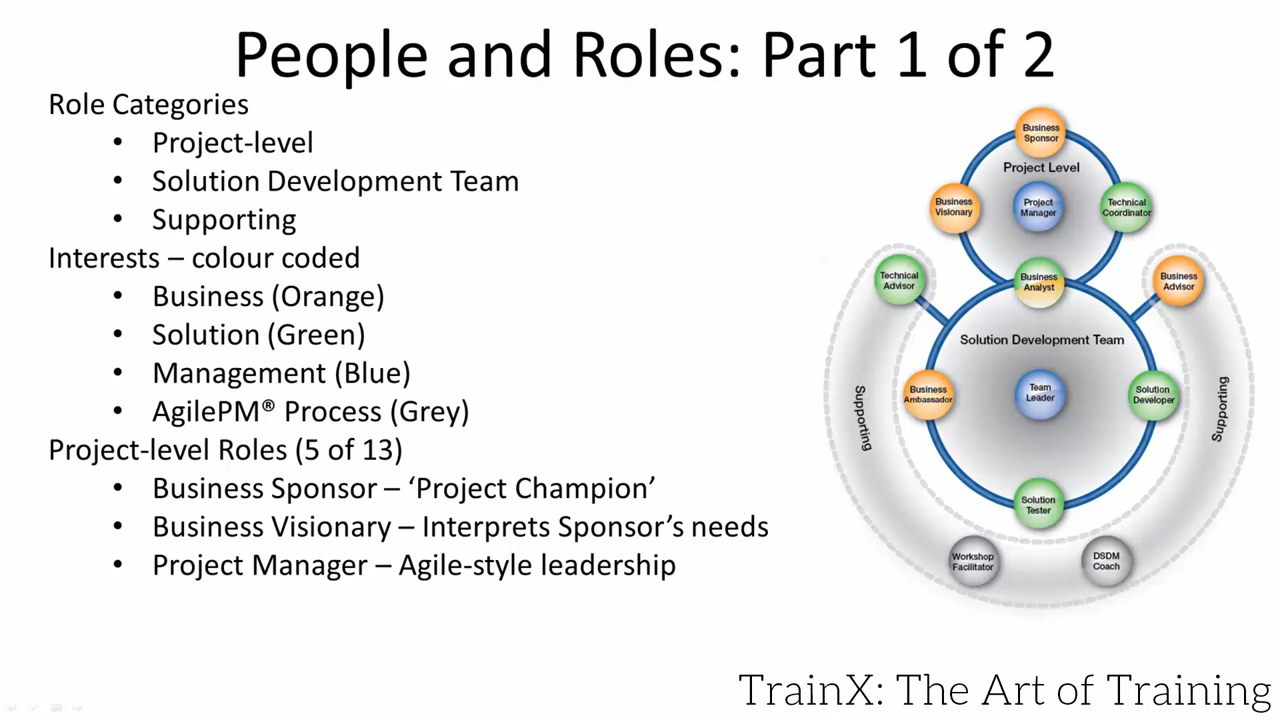 People and Roles: Part 1 of 2
Role Categories
• Project-level
• Solution Development Team
• Supporting
Interests – colour coded
• Business (Orange)
• Solution (Green)
• Management (Blue)
• AgilePM® Process (Grey)
Project-level Roles (5 of 13)
• Business Sponsor – ‘Project Champion’
• Business Visionary – Interprets Sponsor’s needs
• Project Manager – Agile-style leadership
Business
Sponsor
Project Level
Business
Visionary
Project
Manager
Technical
Coordinator
Technical
Advisor
Business
Analyst
Business
Advisor
Solution Development Team
Business
Ambassador
Team
Leader
Solution
Developer
Supporting
Supporting
Solution
Tester
Workshop
Facilitator
DSDM
Coach
TrainX: The Art of Training